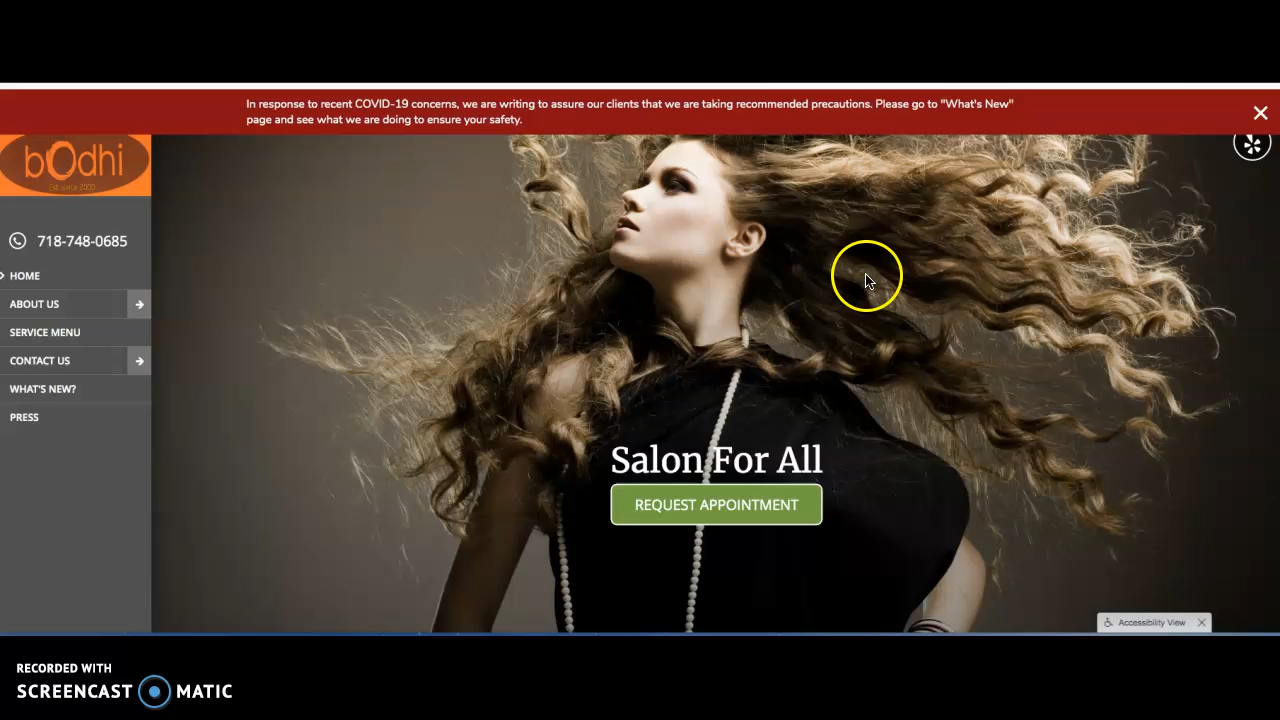 In response to recent COVID-19 concerns, we are writing to assure our clients that we are taking recommended precautions. Please go to "What's New"
page and see what we are doing to ensure your safety.
bOdhi
Est. since 2000
718-748-0685
HOME
ABOUT US
SERVICE MENU
CONTACT US
WHAT'S NEW?
PRESS
Salon For All
REQUEST APPOINTMENT
Accessibility View
RECORDED WITH
SCREENCAST MATIC